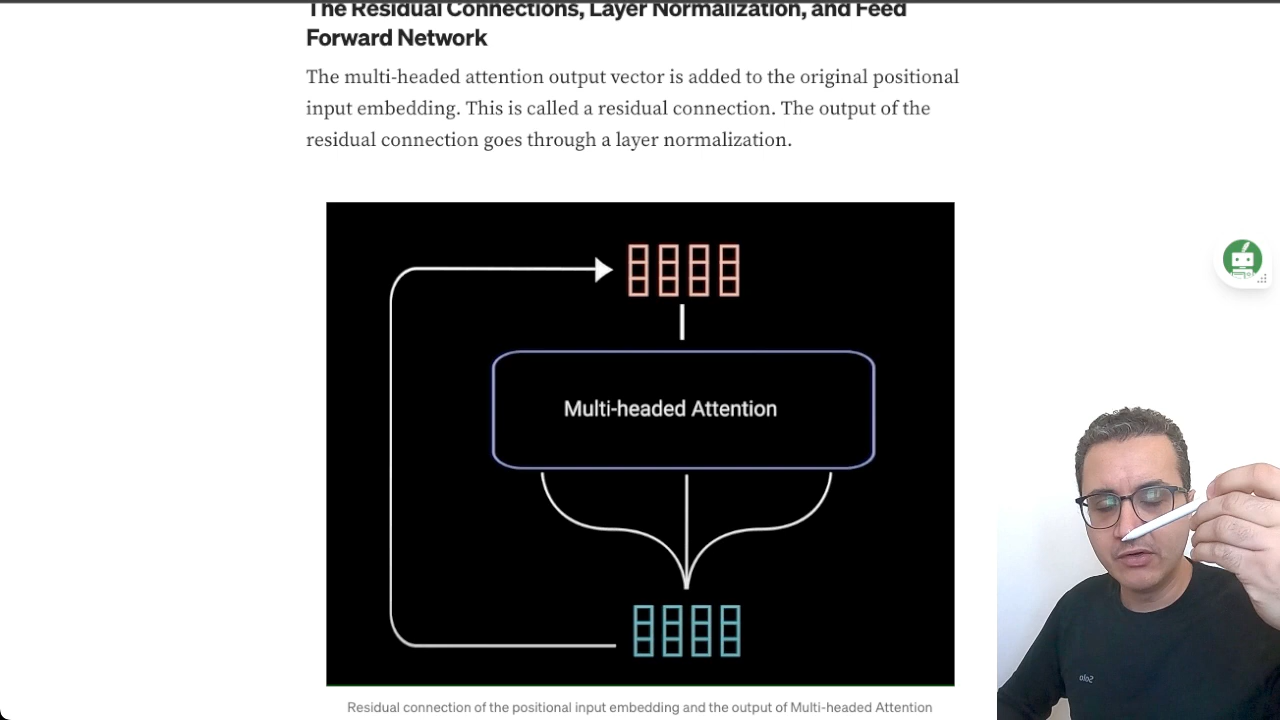 The Residual Connections, Layer Normalization, and Feed
Forward Network
The multi-headed attention output vector is added to the original positional
input embedding. This is called a residual connection. The output of the
residual connection goes through a layer normalization.
Multi-headed Attention
Residual connection of the positional input embedding and the output of Multi-headed Attention